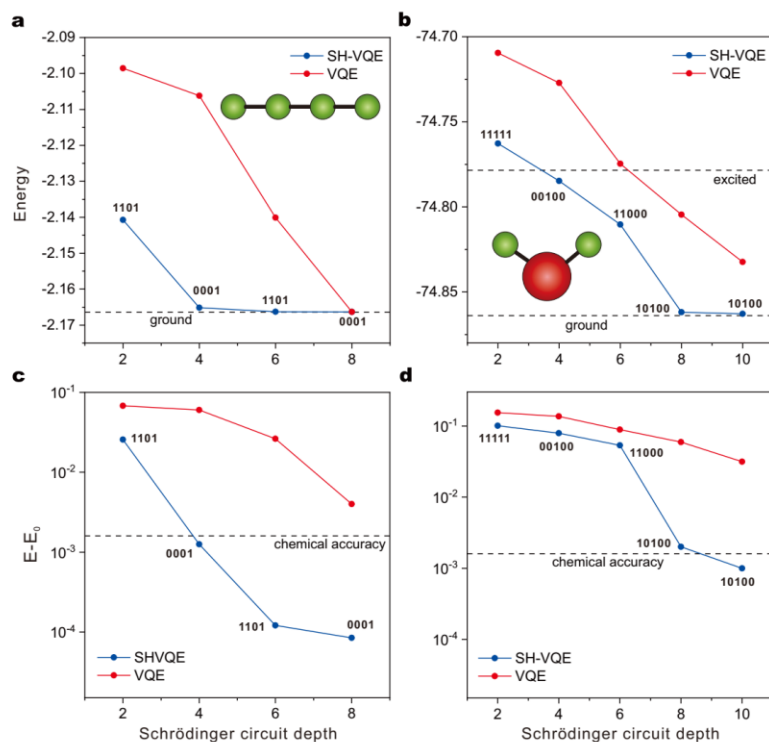 a
-2.09
-2.10
-2.11
-2.12
-2.13
-2.14
-2.15
-2.16
-2.17
Energy
SH-VQE
VQE
1101
0001
1101
0001
ground
2
4
6
8
b
-74.70
-74.75
-74.80
-74.85
SH-VQE
VQE
11111
00100
11000
10100
10100
excited
ground
2
4
6
8
10
c
10-1
10-2
10-3
10-4
E-E0
1101
0001
1101
0001
chemical accuracy
SHVQE
VQE
2
4
6
8
Schrödinger circuit depth
d
10-1
10-2
10-3
10-4
11111
00100
11000
10100
10100
chemical accuracy
SH-VQE
VQE
2
4
6
8
10
Schrödinger circuit depth